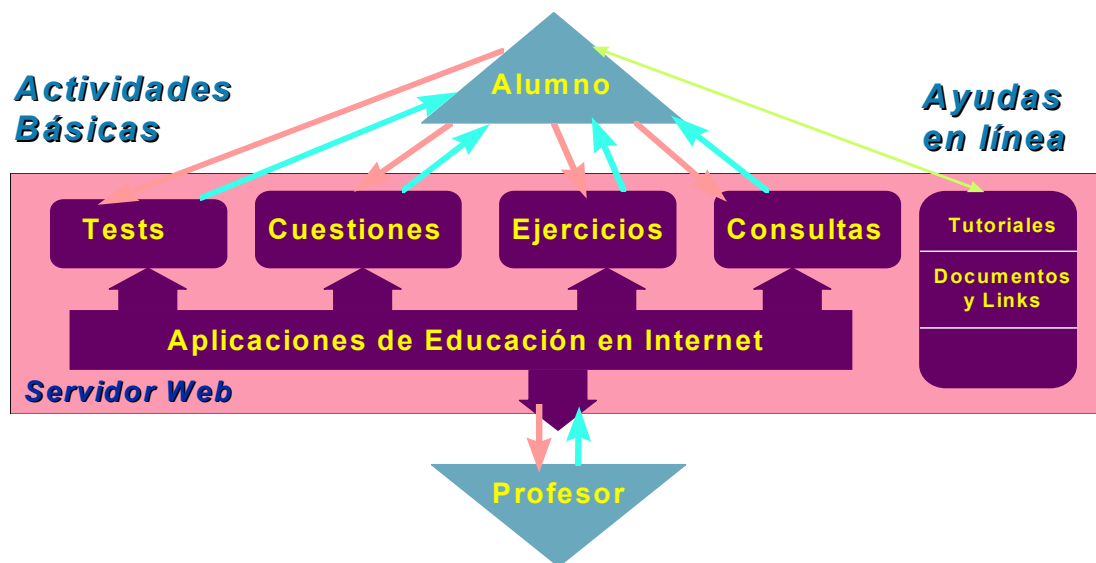 Alumno
Actividades
Básicas
Ayudas
en línea
Tests
Cuestiones
Ejercicios
Consultas
Tutoriales
Documentos
y Links
Aplicaciones de Educación en Internet
Servidor Web
Profesor